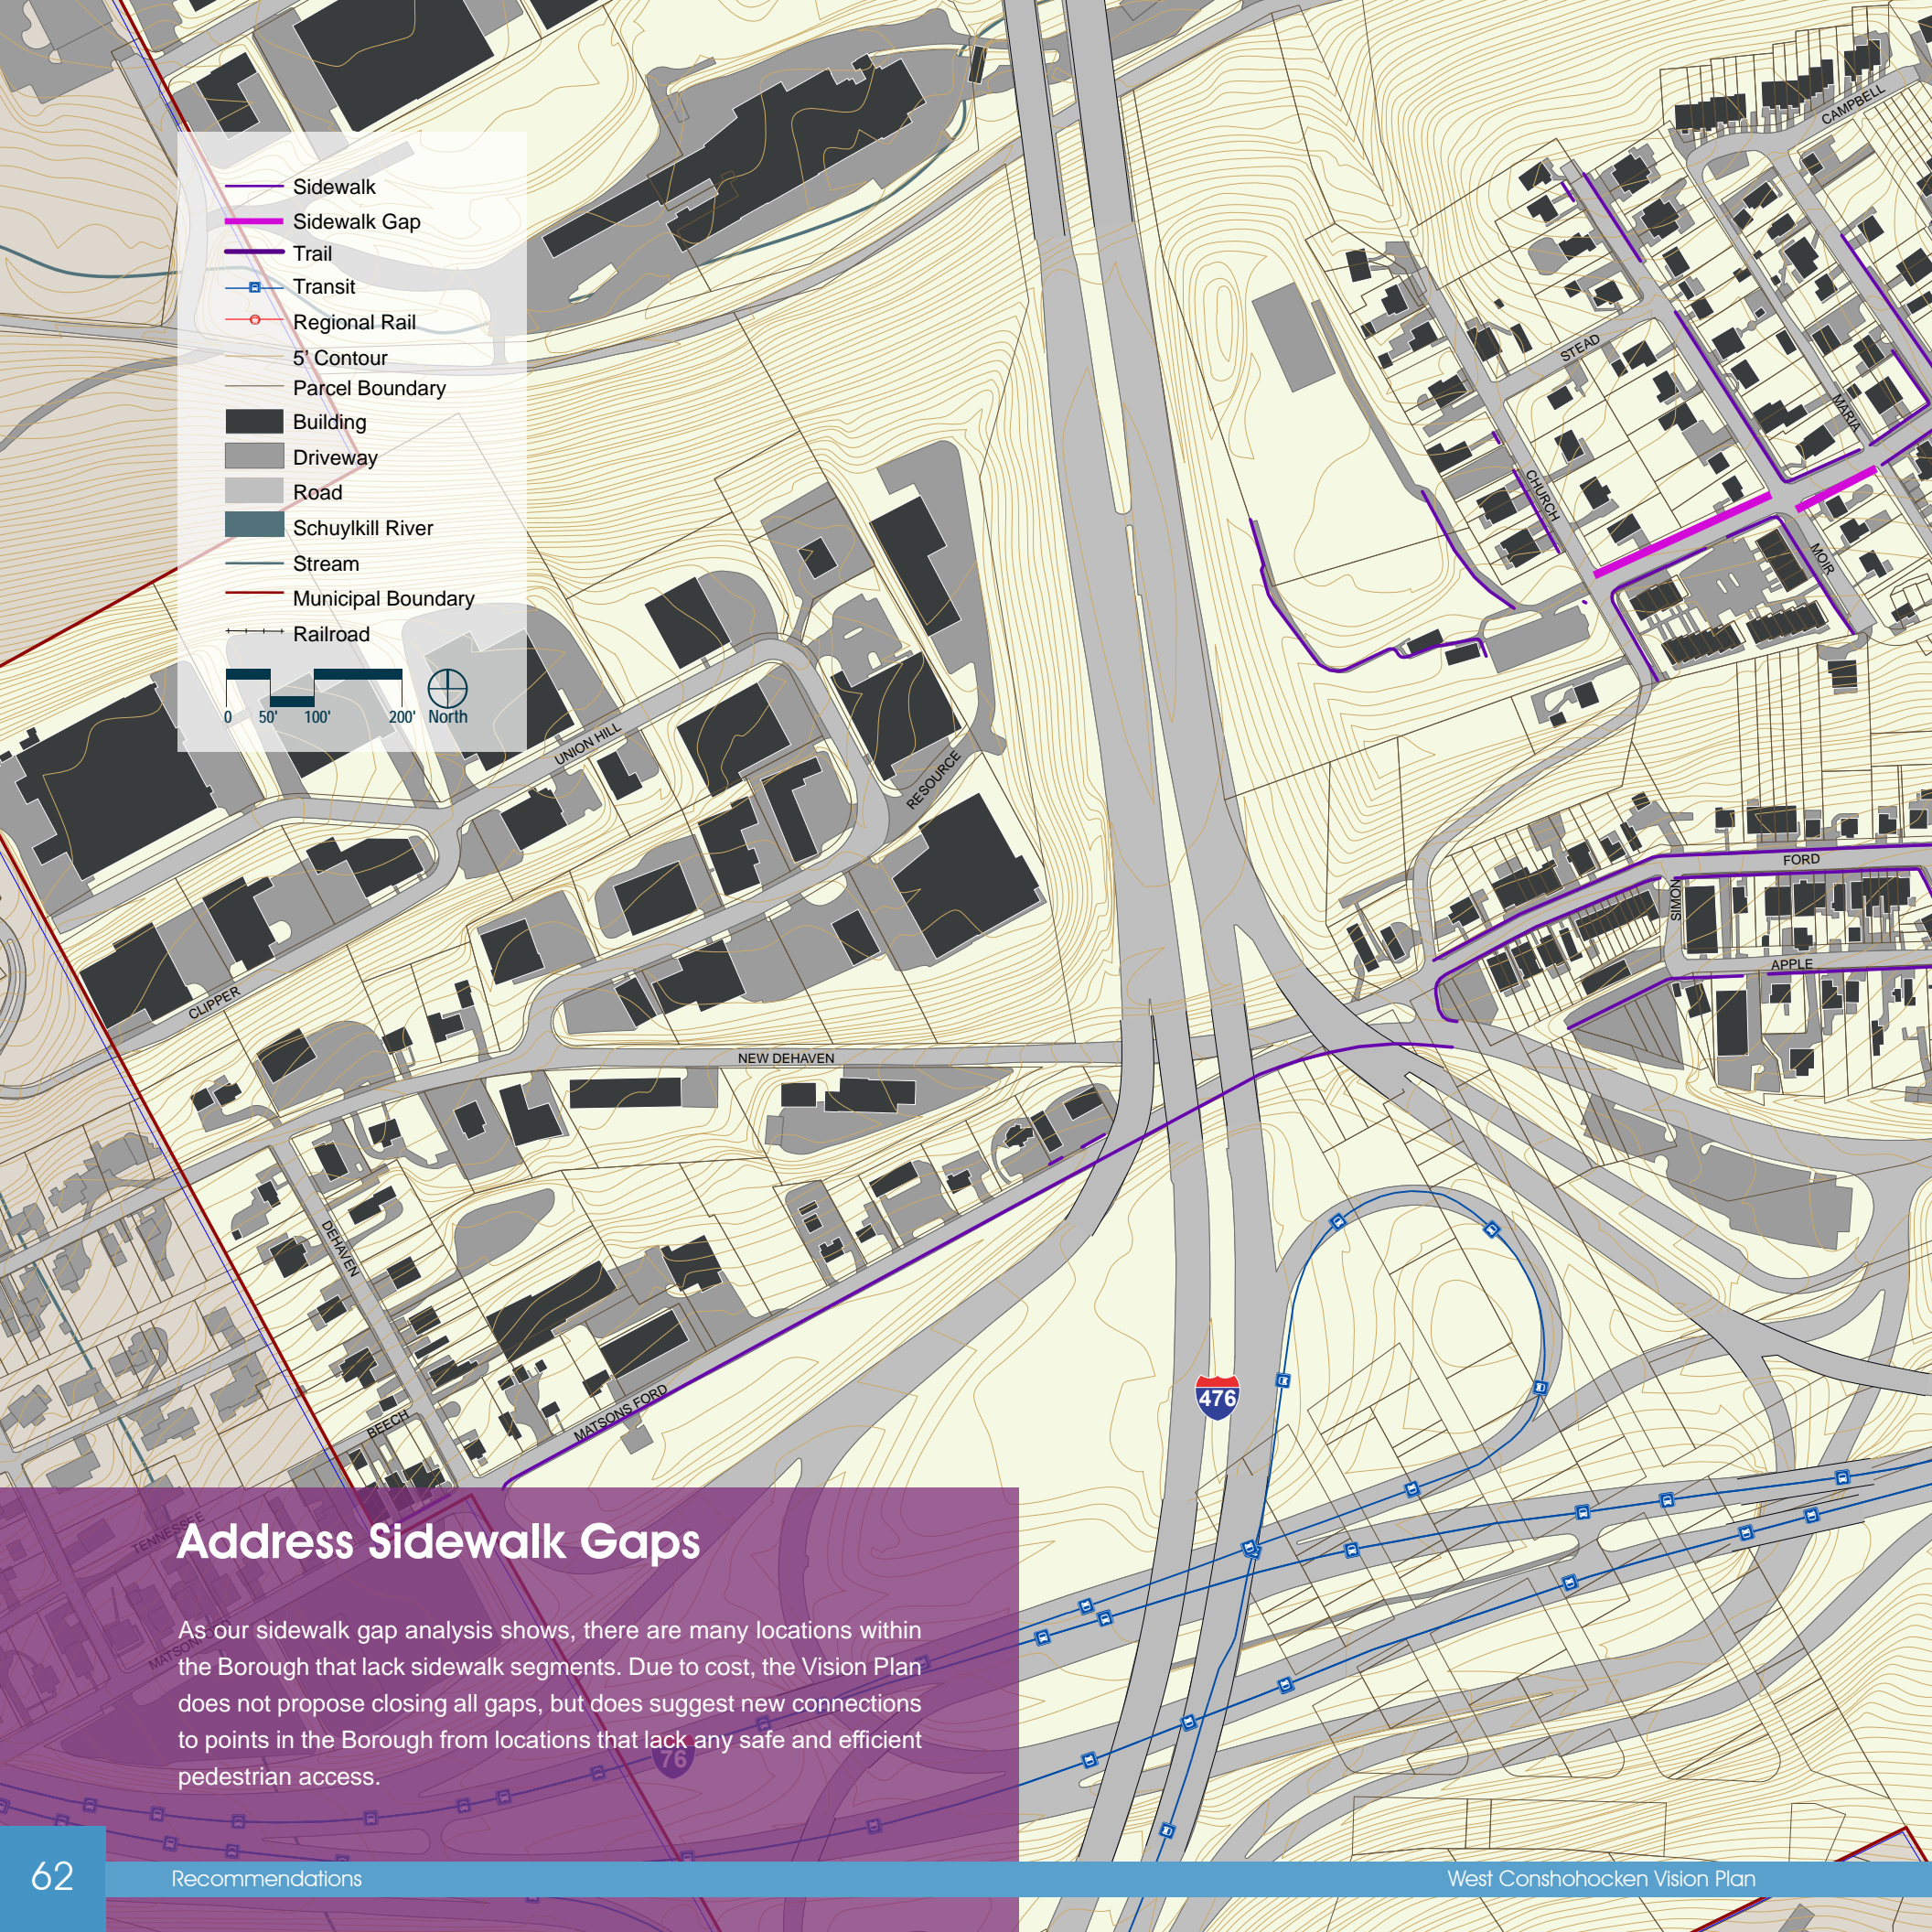 Sidewalk
Sidewalk Gap
Trail
Transit
Regional Rail
5' Contour
Parcel Boundary
Building
Driveway
Road
Schuylkill River
Stream
Municipal Boundary
Railroad
0 50' 100' 200' North
CAMPBELL
STEAD
MARIA
CHURCH
MOIR
UNION HILL
RESOURCE
FORD
SIMON
APPLE
CLIPPER
NEW DEHAVEN
DEHAVEN
BEECH
MATSONS FORD
476
TENNESSEE
76
Address Sidewalk Gaps
As our sidewalk gap analysis shows, there are many locations within
the Borough that lack sidewalk segments. Due to cost, the Vision Plan
does not propose closing all gaps, but does suggest new connections
to points in the Borough from locations that lack any safe and efficient
pedestrian access.
62
Recommendations
West Conshohocken Vision Plan